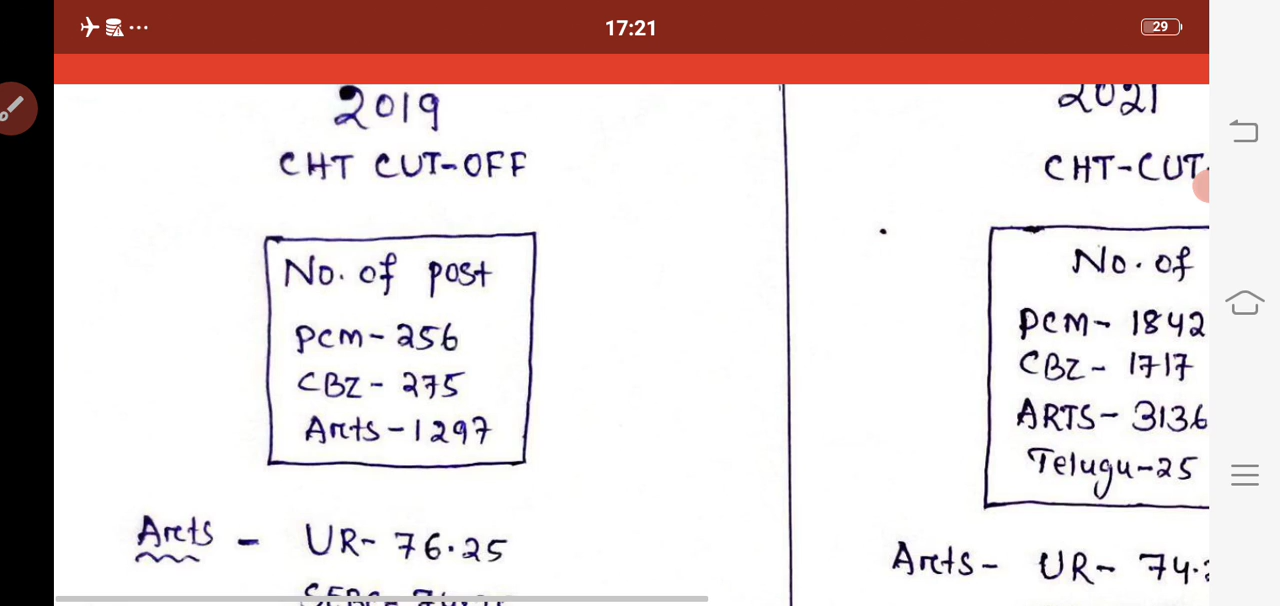 17:21
29
2019
CHT CUT-OFF
No. of post
PCM- 256
CBZ - 275
Arts - 1297
Arts - UR- 76.25
2021
CHT-CUT-
No. of
PCM- 1842
CBZ- 1717
ARTS- 3136
Telugu-25
Arts- UR- 74.